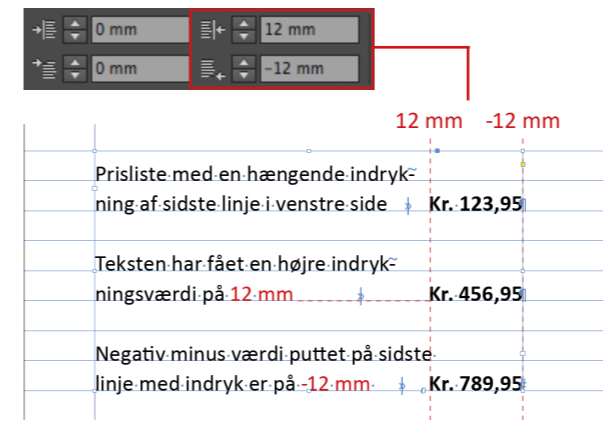 0 mm 12 mm
0 mm -12 mm
12 mm -12 mm
Prisliste med en hængende indryk-
ning af sidste linje i venstre side Kr. 123,95
Teksten har fået en højre indryk-
ningsværdi på 12 mm Kr. 456,95
Negativ minus værdi puttet på sidste
linje med indryk er på -12 mm Kr. 789,95